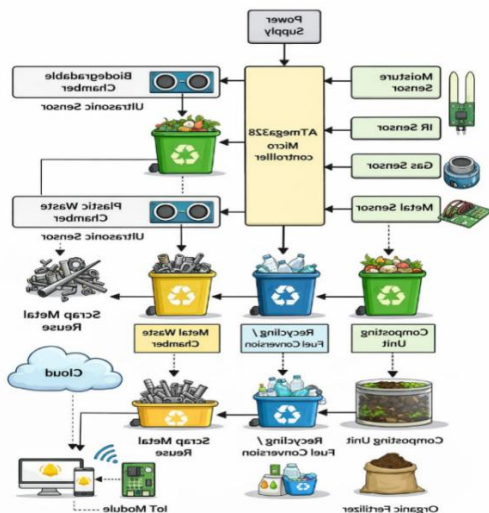 Power
Supply
Biodegradable
Chamber
Ultrasonic Sensor
ATmega328
Micro
controlller
Moisture
Sensor
IR Sensor
Gas Sensor
Metal Sensor
Plastic Waste
Chamber
Ultrasonic
Sensor
Scrap Metal
Reuse
Metal Waste
Chamber
Recycling /
Fuel Conversion
Composting
Unit
Cloud
Scrap Metal
Reuse
Recycling /
Fuel Conversion
Composting Unit
IoT Module
Organic Fertilizer